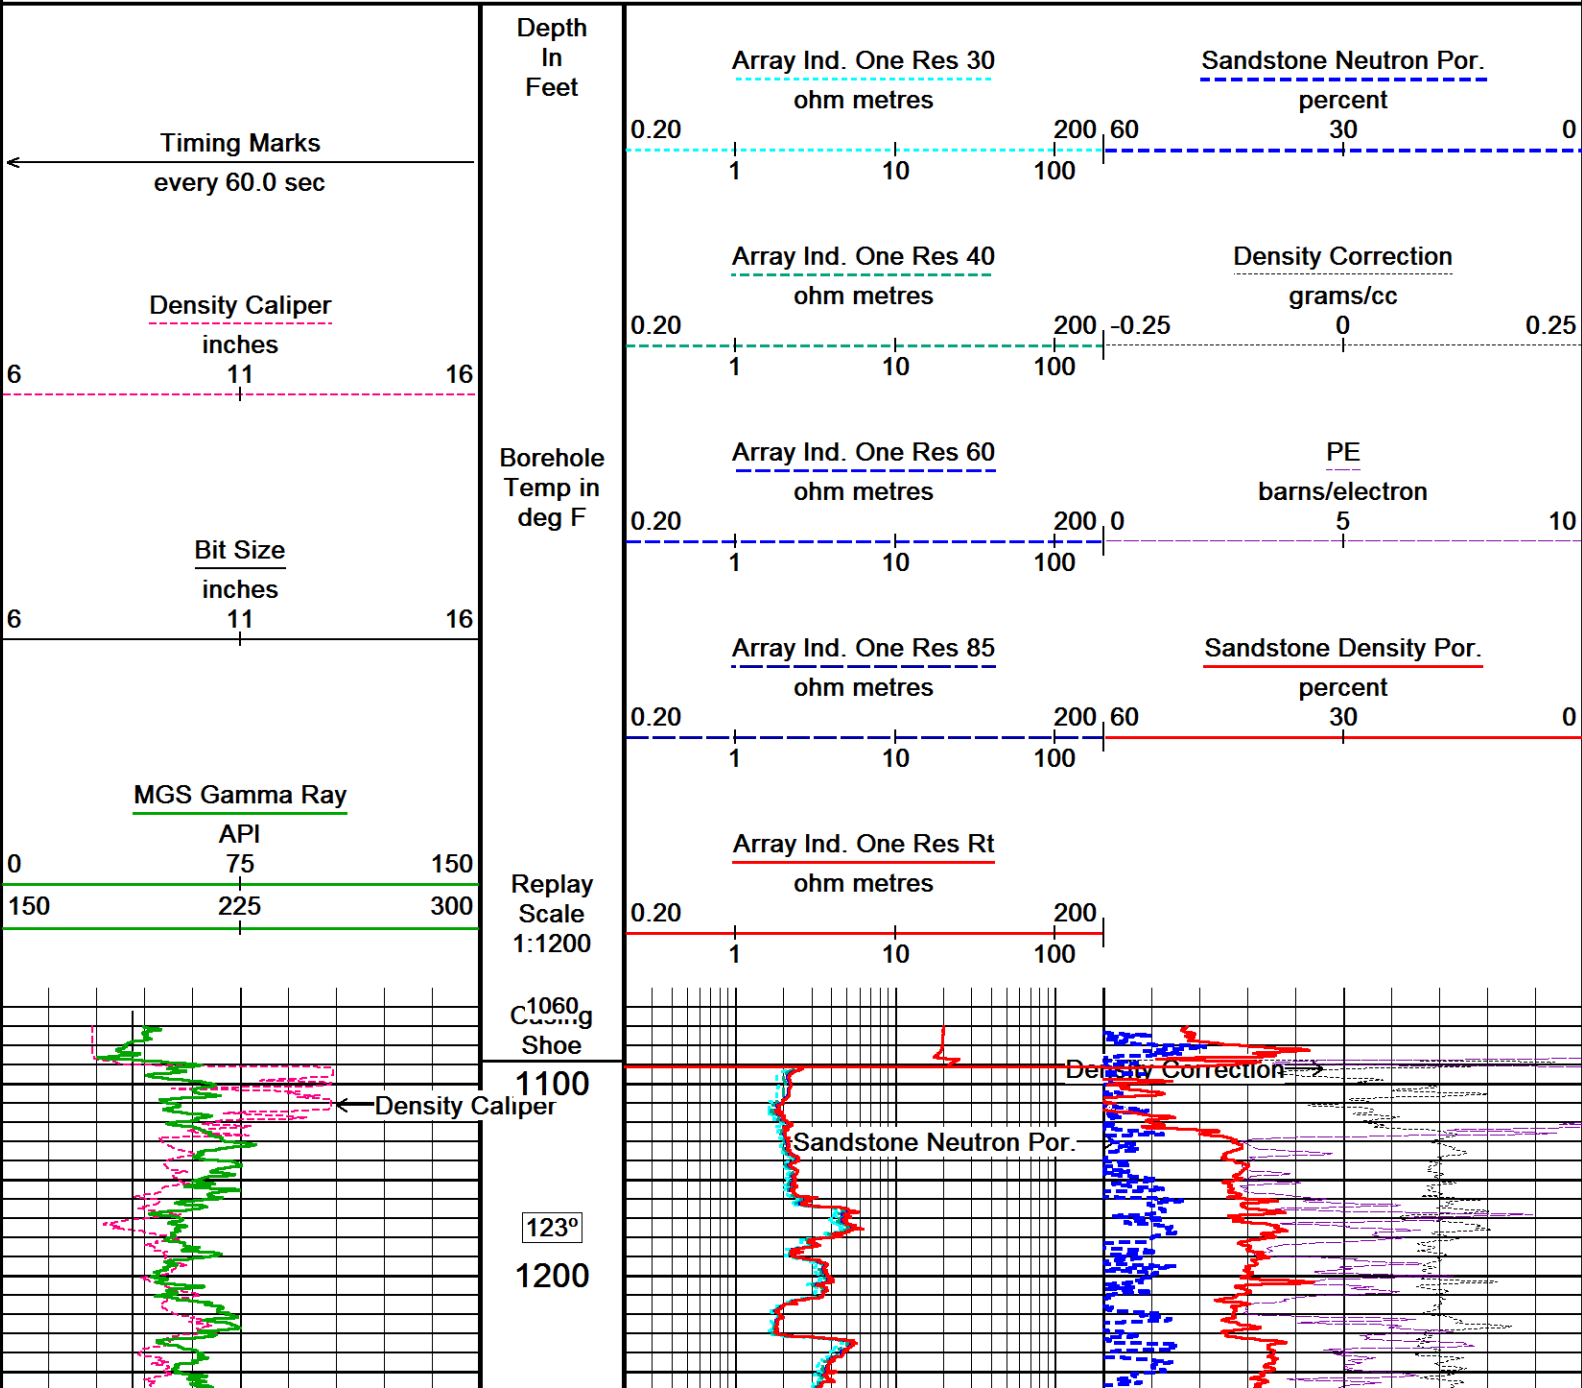 Timing Marks
every 60.0 sec
Density Caliper
inches
6 11 16
Bit Size
inches
6 11 16
MGS Gamma Ray
API
0 75 150
150 225 300
Depth
In
Feet
Borehole
Temp in
deg F
Replay
Scale
1:1200
Array Ind. One Res 30
ohm metres
0.20 200
1 10 100
Array Ind. One Res 40
ohm metres
0.20 200
1 10 100
Array Ind. One Res 60
ohm metres
0.20 200
1 10 100
Array Ind. One Res 85
ohm metres
0.20 200
1 10 100
Array Ind. One Res Rt
ohm metres
0.20 200
1 10 100
Sandstone Neutron Por.
percent
60 30 0
Density Correction
grams/cc
-0.25 0 0.25
PE
barns/electron
0 5 10
Sandstone Density Por.
percent
60 30 0
1060
Casing
Shoe
Density Correction
1100
Density Caliper
Sandstone Neutron Por.
123º
1200